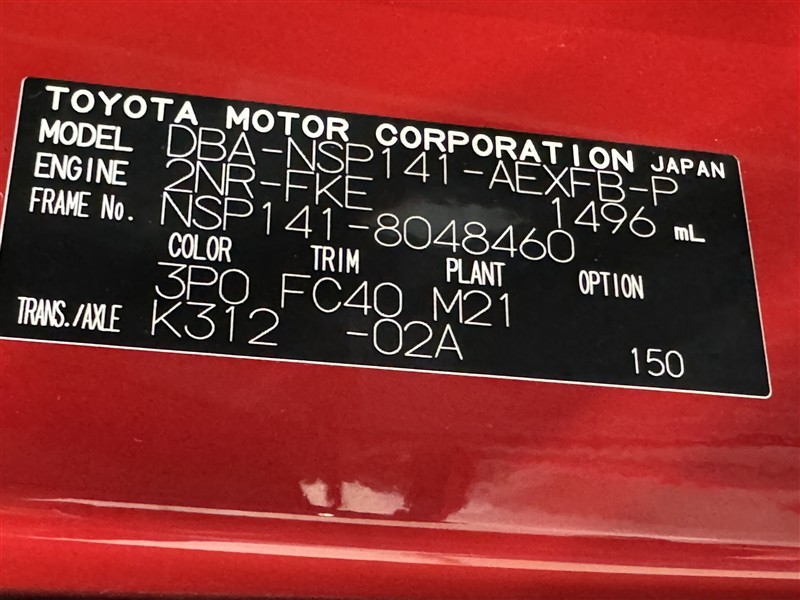 TOYOTA MOTOR CORPORATION JAPAN
MODEL DBA-NSP141-AEXFB-P
ENGINE 2NR-FKE 1496 mL
FRAME No. NSP141-8048460
COLOR TRIM PLANT OPTION
3P0 FC40 M21
TRANS./AXLE K312 -02A
150